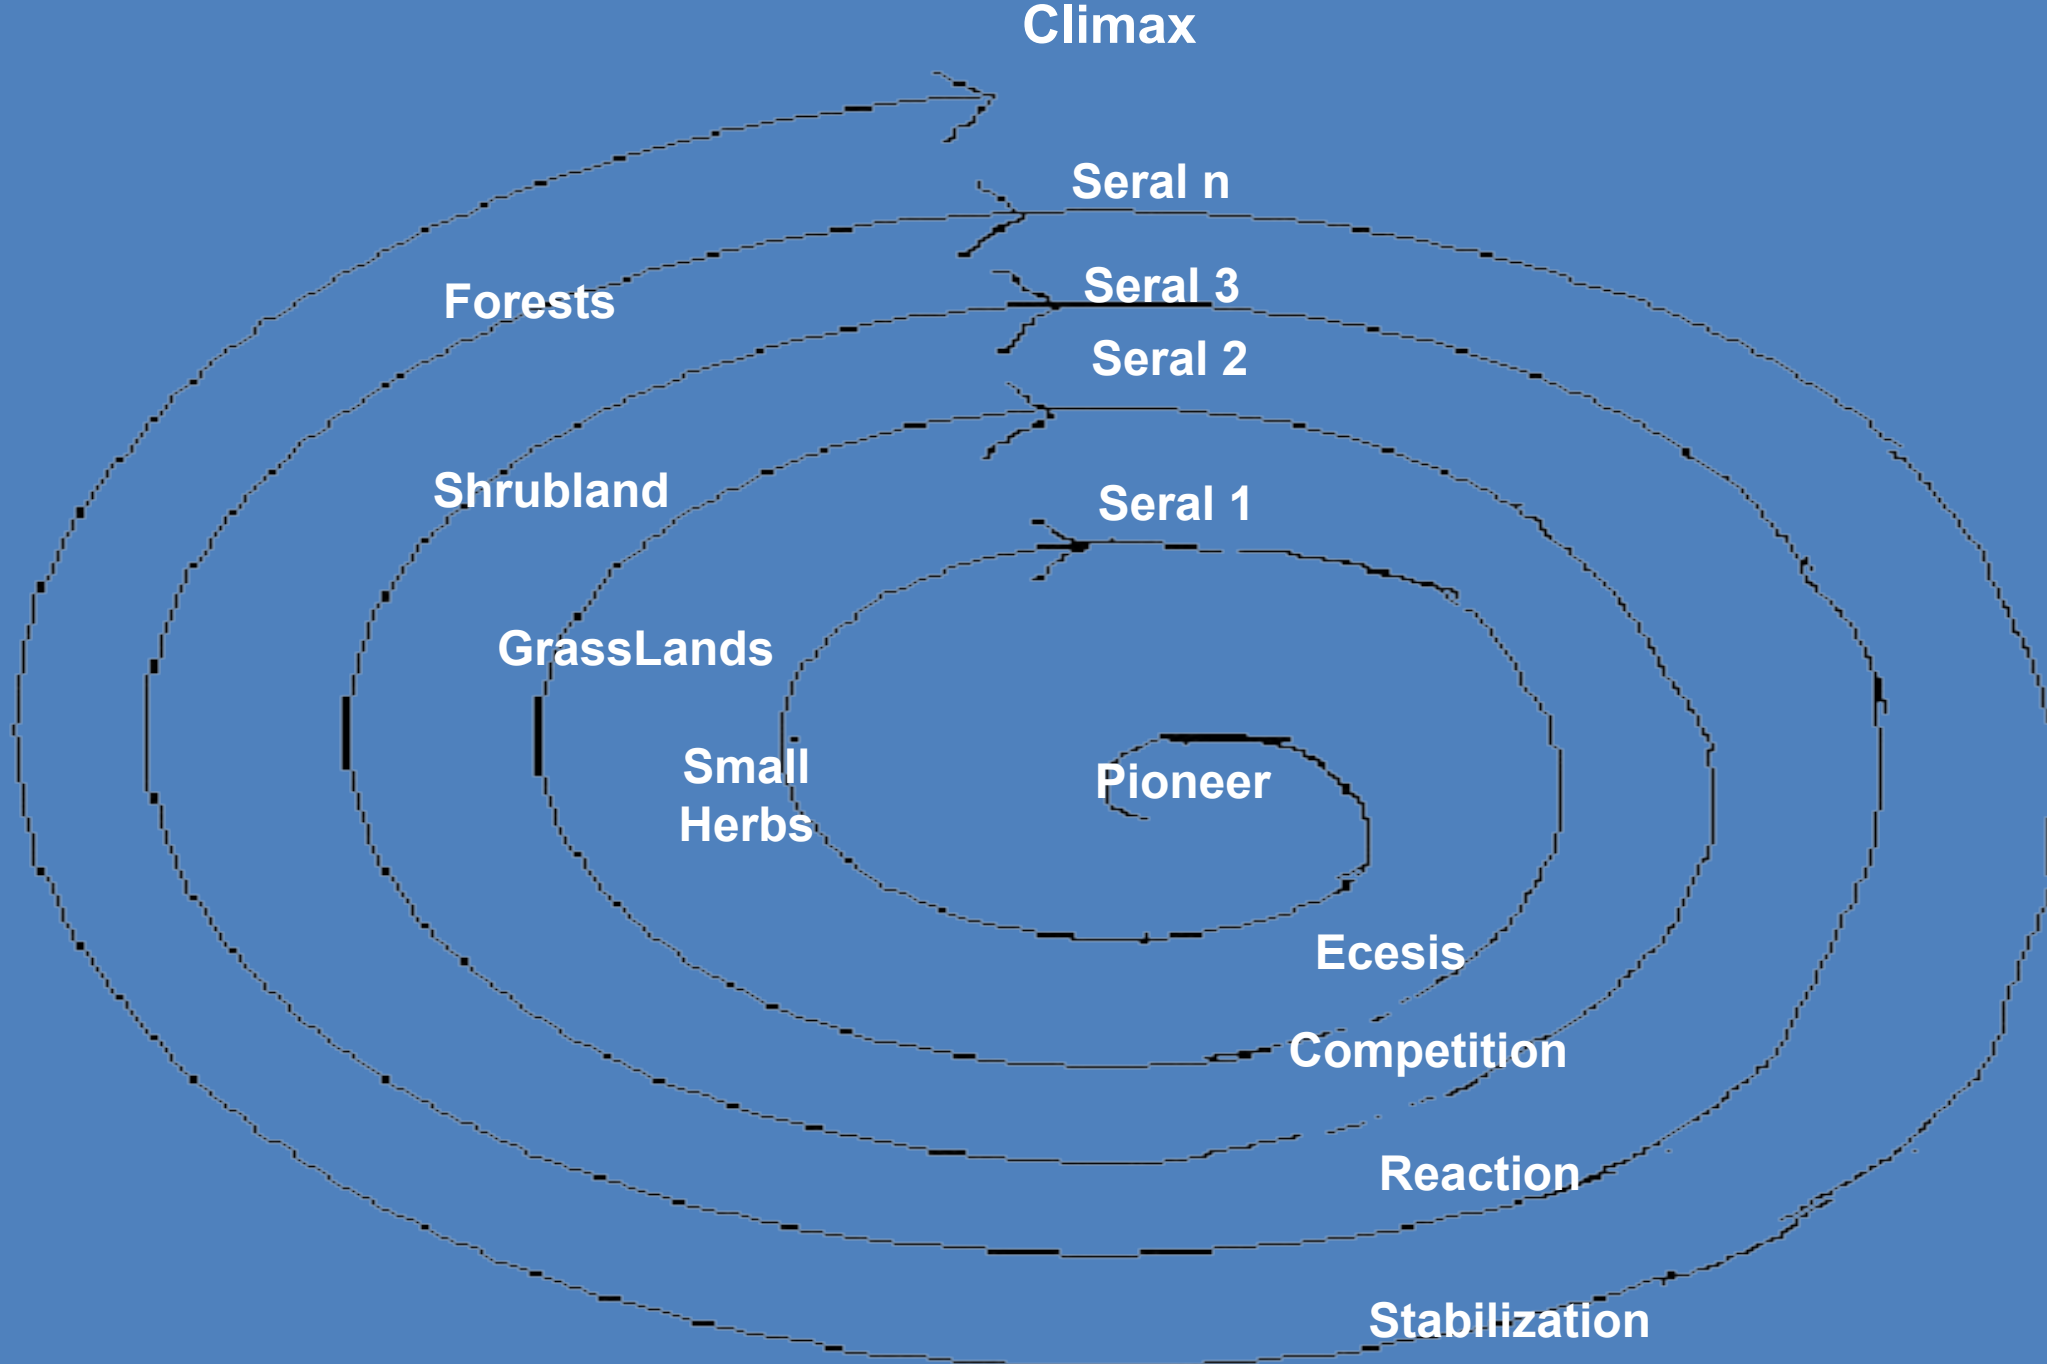 Climax
Seral n
Seral 3
Forests
Seral 2
Shrubland
Seral 1
GrassLands
Small
Herbs
Pioneer
Ecesis
Competition
Reaction
Stabilization